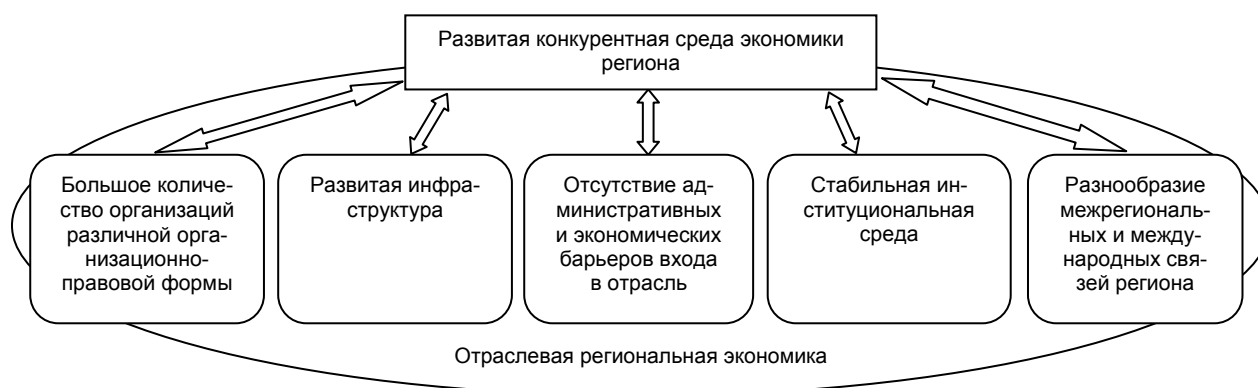 Развитая конкурентная среда экономики
региона
Большое количе-
ство организаций
различной орга-
низационно-
правовой формы
Развитая инфра-
структура
Отсутствие ад-
министративных
и экономических
барьеров входа
в отрасль
Стабильная ин-
ституциональная
среда
Разнообразие
межрегиональ-
ных и между-
народных свя-
зей региона
Отраслевая региональная экономика